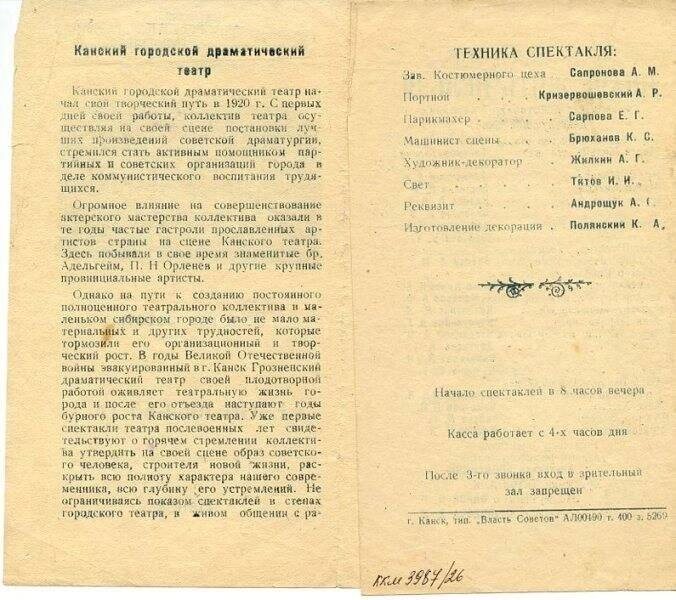 Канский городской драматический
театр
Канский городской драматический театр на-
чал свой творческий путь в 1920 г. С первых
дней своей работы, коллектив театра осу-
ществляя на своей сцене постановки луч-
ших произведений советской драматургии,
стремился стать активным помощником пар-
тийных и советских организаций города в
деле коммунистического воспитания трудя-
щихся.
Огромное влияние на совершенствование
актерского мастерства коллектива оказали в
те годы частые гастроли прославленных ар-
тистов страны на сцене Канского театра.
Здесь побывали в свое время знаменитые бр.
Адельгейм, П. Н Орленев и другие крупные
провинциальные артисты.
Однако на пути к созданию постоянного
полноценного театрального коллектива в ма-
леньком сибирском городе было не мало ма-
териальных и других трудностей, которые
тормозили его организационный и творче-
ский рост. В годы Великой Отечественной
войны эвакуированный в г. Канск Грозненский
драматический театр своей плодотворной
работой оживляет театральную жизнь го-
рода и после его отъезда наступают годы
бурного роста Канского театра. Уже первые
спектакли театра послевоенных лет свиде-
тельствуют о горячем стремлении коллекти-
ва утвердить на своей сцене образ советско-
го человека, строителя новой жизни, рас-
крыть всю полноту характера нашего совре-
менника, всю глубину его устремлений. Не
ограничиваясь показом спектаклей в стенах
городского театра, в живом общении с ра-
ТЕХНИКА СПЕКТАКЛЯ:
Зав. Костюмерного цеха . Сапронова А. М.
Портной . . Кризервошевский А. Р.
Парикмахер . . Сарпова Е. Г.
Машинист сцены . . Брюханов К. С.
Художник-декоратор . Жилкин А. Г.
Свет . . . Титов И. И.
Реквизит . . . Андрощук А.
Изготовление декорации . Полянский К. А.
Начало спектаклей в 8 часов вечера
Касса работает с 4-х часов дня
После 3-го звонка вход в зрительный
зал запрещен
г. Канск, тип. „Власть Советов" АЛ00490 т. 400 з. 5269
ККМ 3987/26